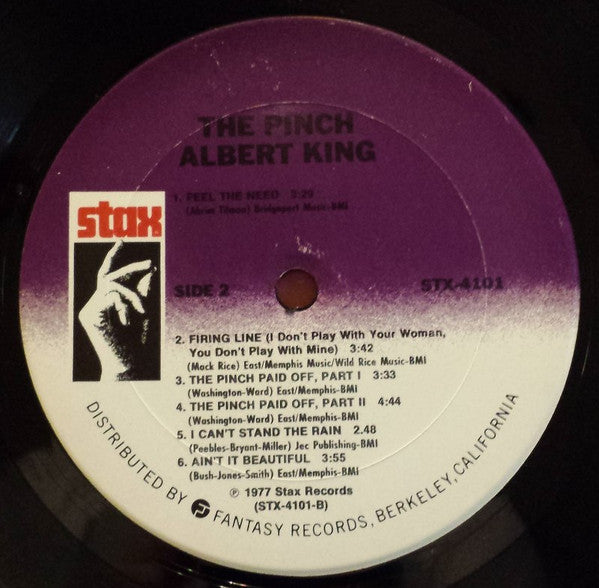 THE PINCH
ALBERT KING
1. FEEL THE NEED 3:29
(Abrim Tilmon) Bridgeport Music-BMI
stax
SIDE 2
STX-4101
2. FIRING LINE (I Don't Play With Your Woman,
You Don't Play With Mine) 3:42
(Mack Rice) East/Memphis Music/Wild Rice Music-BMI
3. THE PINCH PAID OFF, PART I 3:33
(Washington-Ward) East/Memphis-BMI
4. THE PINCH PAID OFF, PART II 4:44
(Washington-Ward) East/Memphis-BMI
5. I CAN'T STAND THE RAIN 2.48
(Peebles-Bryant-Miller) Jec Publishing-BMI
6. AIN'T IT BEAUTIFUL 3:55
(Bush-Jones-Smith) East/Memphis-BMI
℗ 1977 Stax Records
(STX-4101-B)
DISTRIBUTED BY FANTASY RECORDS, BERKELEY, CALIFORNIA